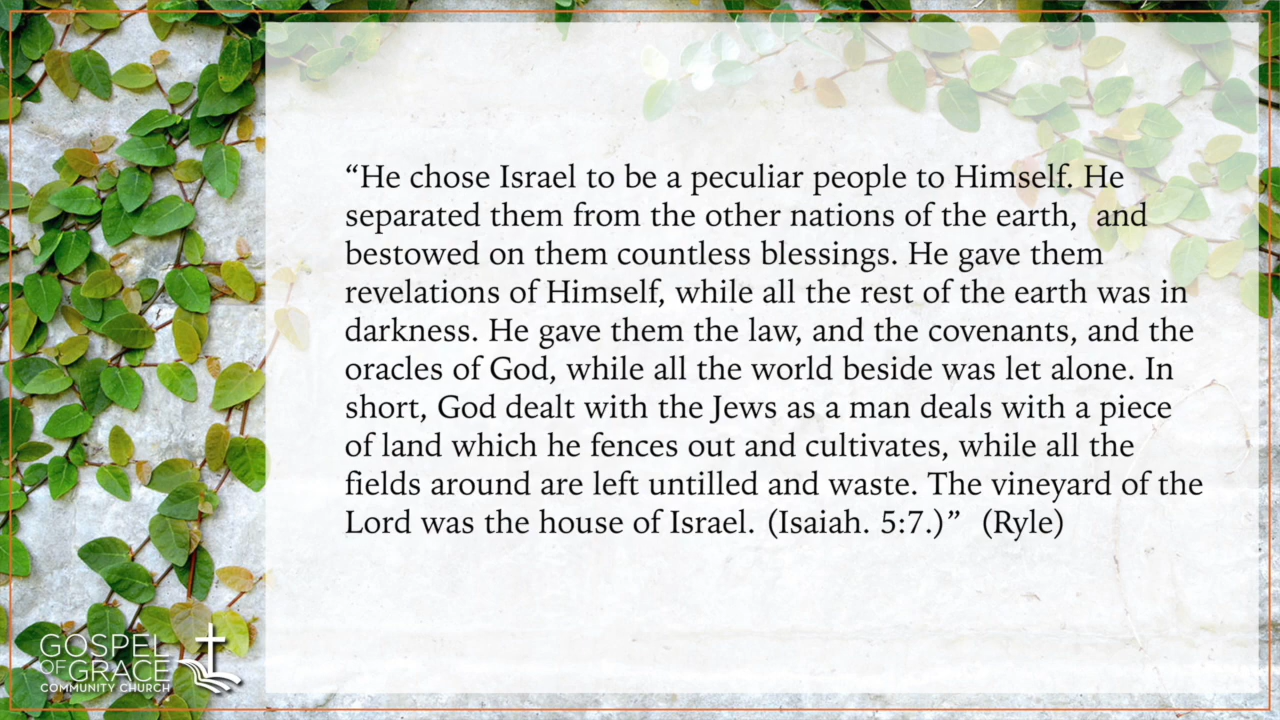 “He chose Israel to be a peculiar people to Himself. He
separated them from the other nations of the earth,  and
bestowed on them countless blessings. He gave them
revelations of Himself, while all the rest of the earth was in
darkness. He gave them the law, and the covenants, and the
oracles of God, while all the world beside was let alone. In
short, God dealt with the Jews as a man deals with a piece
of land which he fences out and cultivates, while all the
fields around are left untilled and waste. The vineyard of the
Lord was the house of Israel. (Isaiah. 5:7.)”  (Ryle)
GOSPEL
OF GRACE
COMMUNITY CHURCH